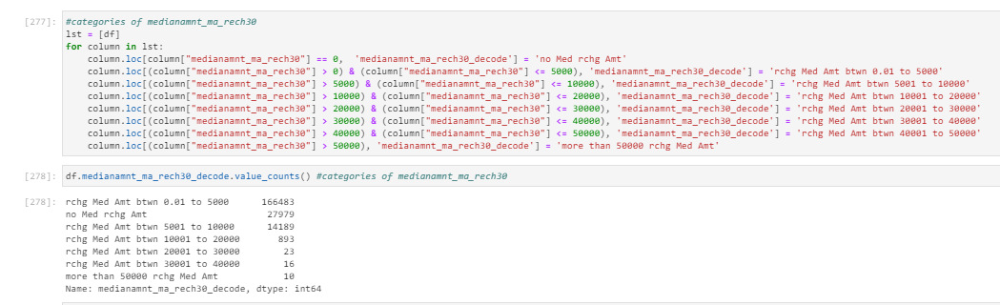 [277]: #categories of medianamnt_ma_rech30
lst = [df]
for column in lst:
    column.loc[column["medianamnt_ma_rech30"] == 0,  'medianamnt_ma_rech30_decode'] = 'no Med rchg Amt'
    column.loc[(column["medianamnt_ma_rech30"] > 0) & (column["medianamnt_ma_rech30"] <= 5000), 'medianamnt_ma_rech30_decode'] = 'rchg Med Amt btwn 0.01 to 5000'
    column.loc[(column["medianamnt_ma_rech30"] > 5000) & (column["medianamnt_ma_rech30"] <= 10000), 'medianamnt_ma_rech30_decode'] = 'rchg Med Amt btwn 5001 to 10000'
    column.loc[(column["medianamnt_ma_rech30"] > 10000) & (column["medianamnt_ma_rech30"] <= 20000), 'medianamnt_ma_rech30_decode'] = 'rchg Med Amt btwn 10001 to 20000'
    column.loc[(column["medianamnt_ma_rech30"] > 20000) & (column["medianamnt_ma_rech30"] <= 30000), 'medianamnt_ma_rech30_decode'] = 'rchg Med Amt btwn 20001 to 30000'
    column.loc[(column["medianamnt_ma_rech30"] > 30000) & (column["medianamnt_ma_rech30"] <= 40000), 'medianamnt_ma_rech30_decode'] = 'rchg Med Amt btwn 30001 to 40000'
    column.loc[(column["medianamnt_ma_rech30"] > 40000) & (column["medianamnt_ma_rech30"] <= 50000), 'medianamnt_ma_rech30_decode'] = 'rchg Med Amt btwn 40001 to 50000'
    column.loc[(column["medianamnt_ma_rech30"] > 50000), 'medianamnt_ma_rech30_decode'] = 'more than 50000 rchg Med Amt'
[278]: df.medianamnt_ma_rech30_decode.value_counts() #categories of medianamnt_ma_rech30
[278]: rchg Med Amt btwn 0.01 to 5000      166483
no Med rchg Amt                      27979
rchg Med Amt btwn 5001 to 10000      14189
rchg Med Amt btwn 10001 to 20000       893
rchg Med Amt btwn 20001 to 30000        23
rchg Med Amt btwn 30001 to 40000        16
more than 50000 rchg Med Amt            10
Name: medianamnt_ma_rech30_decode, dtype: int64